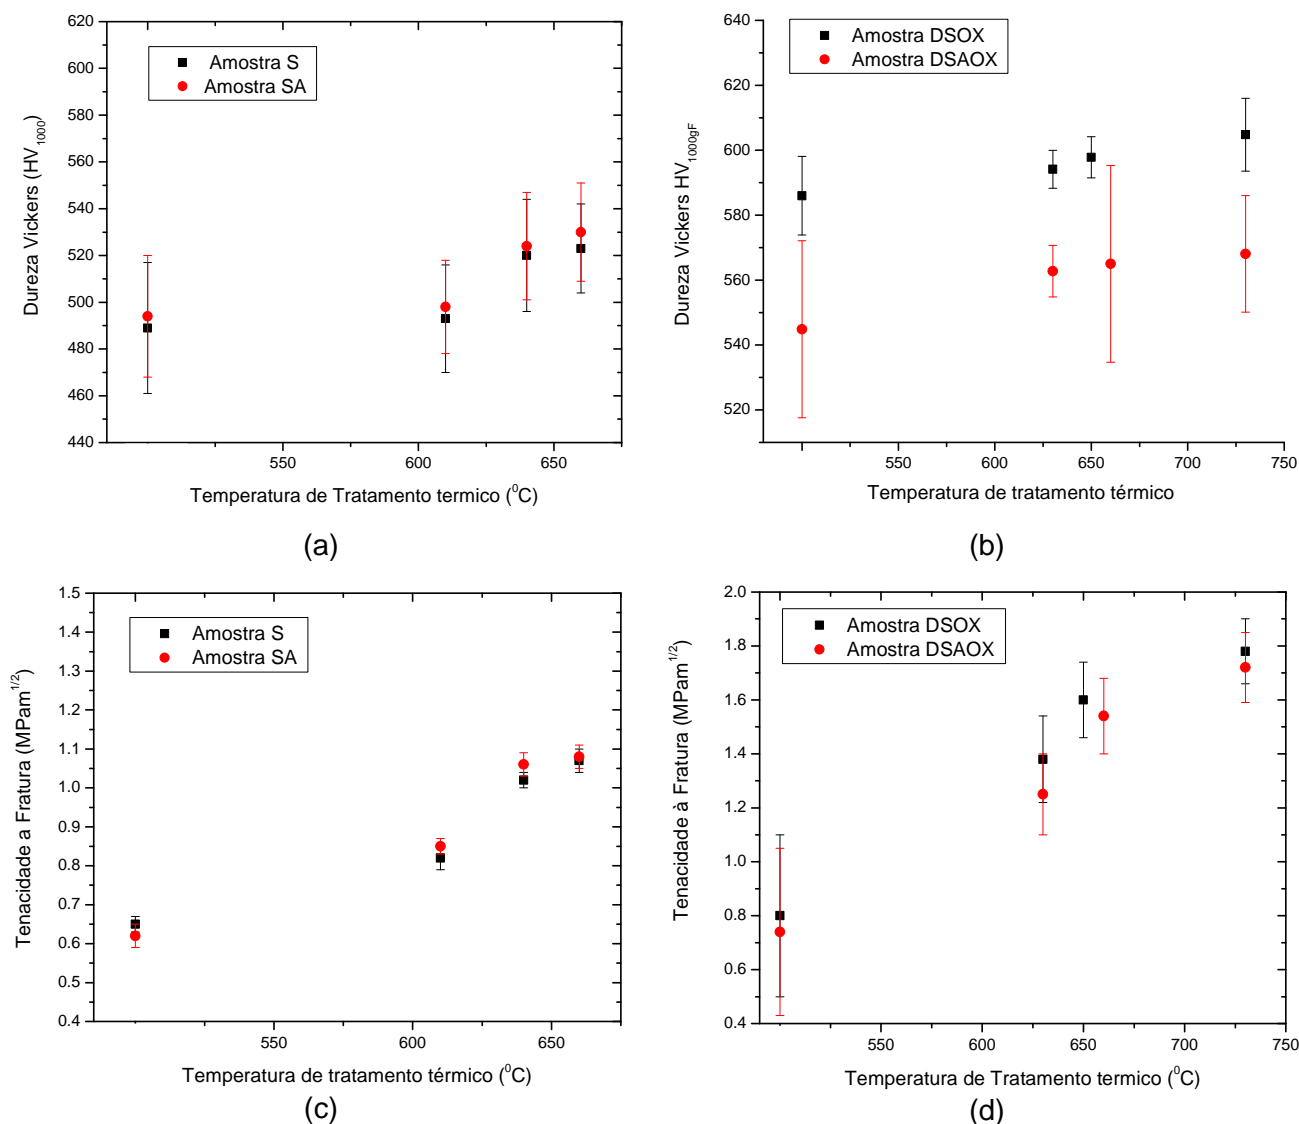 620
600
580
560
540
520
500
480
460
440
Dureza Vickers (HV1000)
Amostra S
Amostra SA
550
600
650
Temperatura de Tratamento termico (0C)
(a)
640
620
600
580
560
540
520
Dureza Vickers HV1000gF
Amostra DSOX
Amostra DSAOX
550
600
650
700
750
Temperatura de tratamento térmico
(b)
1.5
1.4
1.3
1.2
1.1
1.0
0.9
0.8
0.7
0.6
0.5
0.4
Tenacidade a Fratura (MPam1/2)
Amostra S
Amostra SA
550
600
650
Temperatura de tratamento térmico (0C)
(c)
2.0
1.8
1.6
1.4
1.2
1.0
0.8
0.6
0.4
Tenacidade à Fratura (MPam1/2)
Amostra DSOX
Amostra DSAOX
550
600
650
700
750
Temperatura de Tratamento termico (0C)
(d)